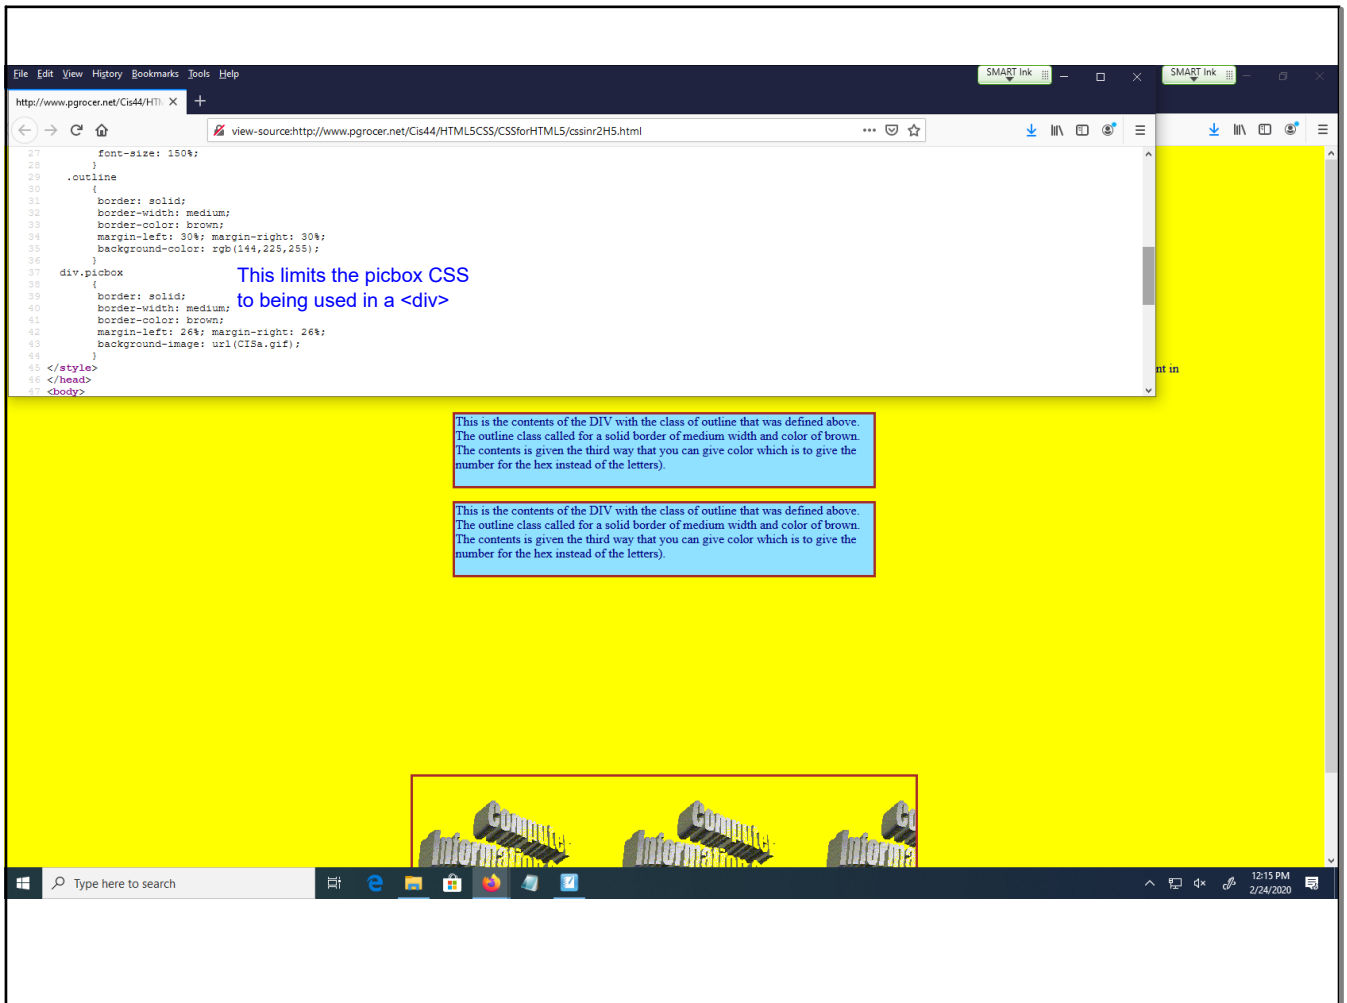 File Edit View History Bookmarks Tools Help
SMART Ink
SMART Ink
http://www.pgrocer.net/Cis44/HTM
view-source:http://www.pgrocer.net/Cis44/HTML5CSS/CSSforHTML5/cssinr2H5.html
27 font-size: 150%;
28 }
29 .outline
30 {
31 border: solid;
32 border-width: medium;
33 border-color: brown;
34 margin-left: 30%; margin-right: 30%;
35 background-color: rgb(144,225,255);
36 }
37 div.picbox
38 {
39 border: solid;
40 border-width: medium;
41 border-color: brown;
42 margin-left: 26%; margin-right: 26%;
43 background-image: url(CISa.gif);
44 }
45 </style>
46 </head>
47 <body>
This limits the picbox CSS
to being used in a <div>
nt in
This is the contents of the DIV with the class of outline that was defined above.
The outline class called for a solid border of medium width and color of brown.
The contents is given the third way that you can give color which is to give the
number for the hex instead of the letters).
This is the contents of the DIV with the class of outline that was defined above.
The outline class called for a solid border of medium width and color of brown.
The contents is given the third way that you can give color which is to give the
number for the hex instead of the letters).
Type here to search
12:15 PM
2/24/2020